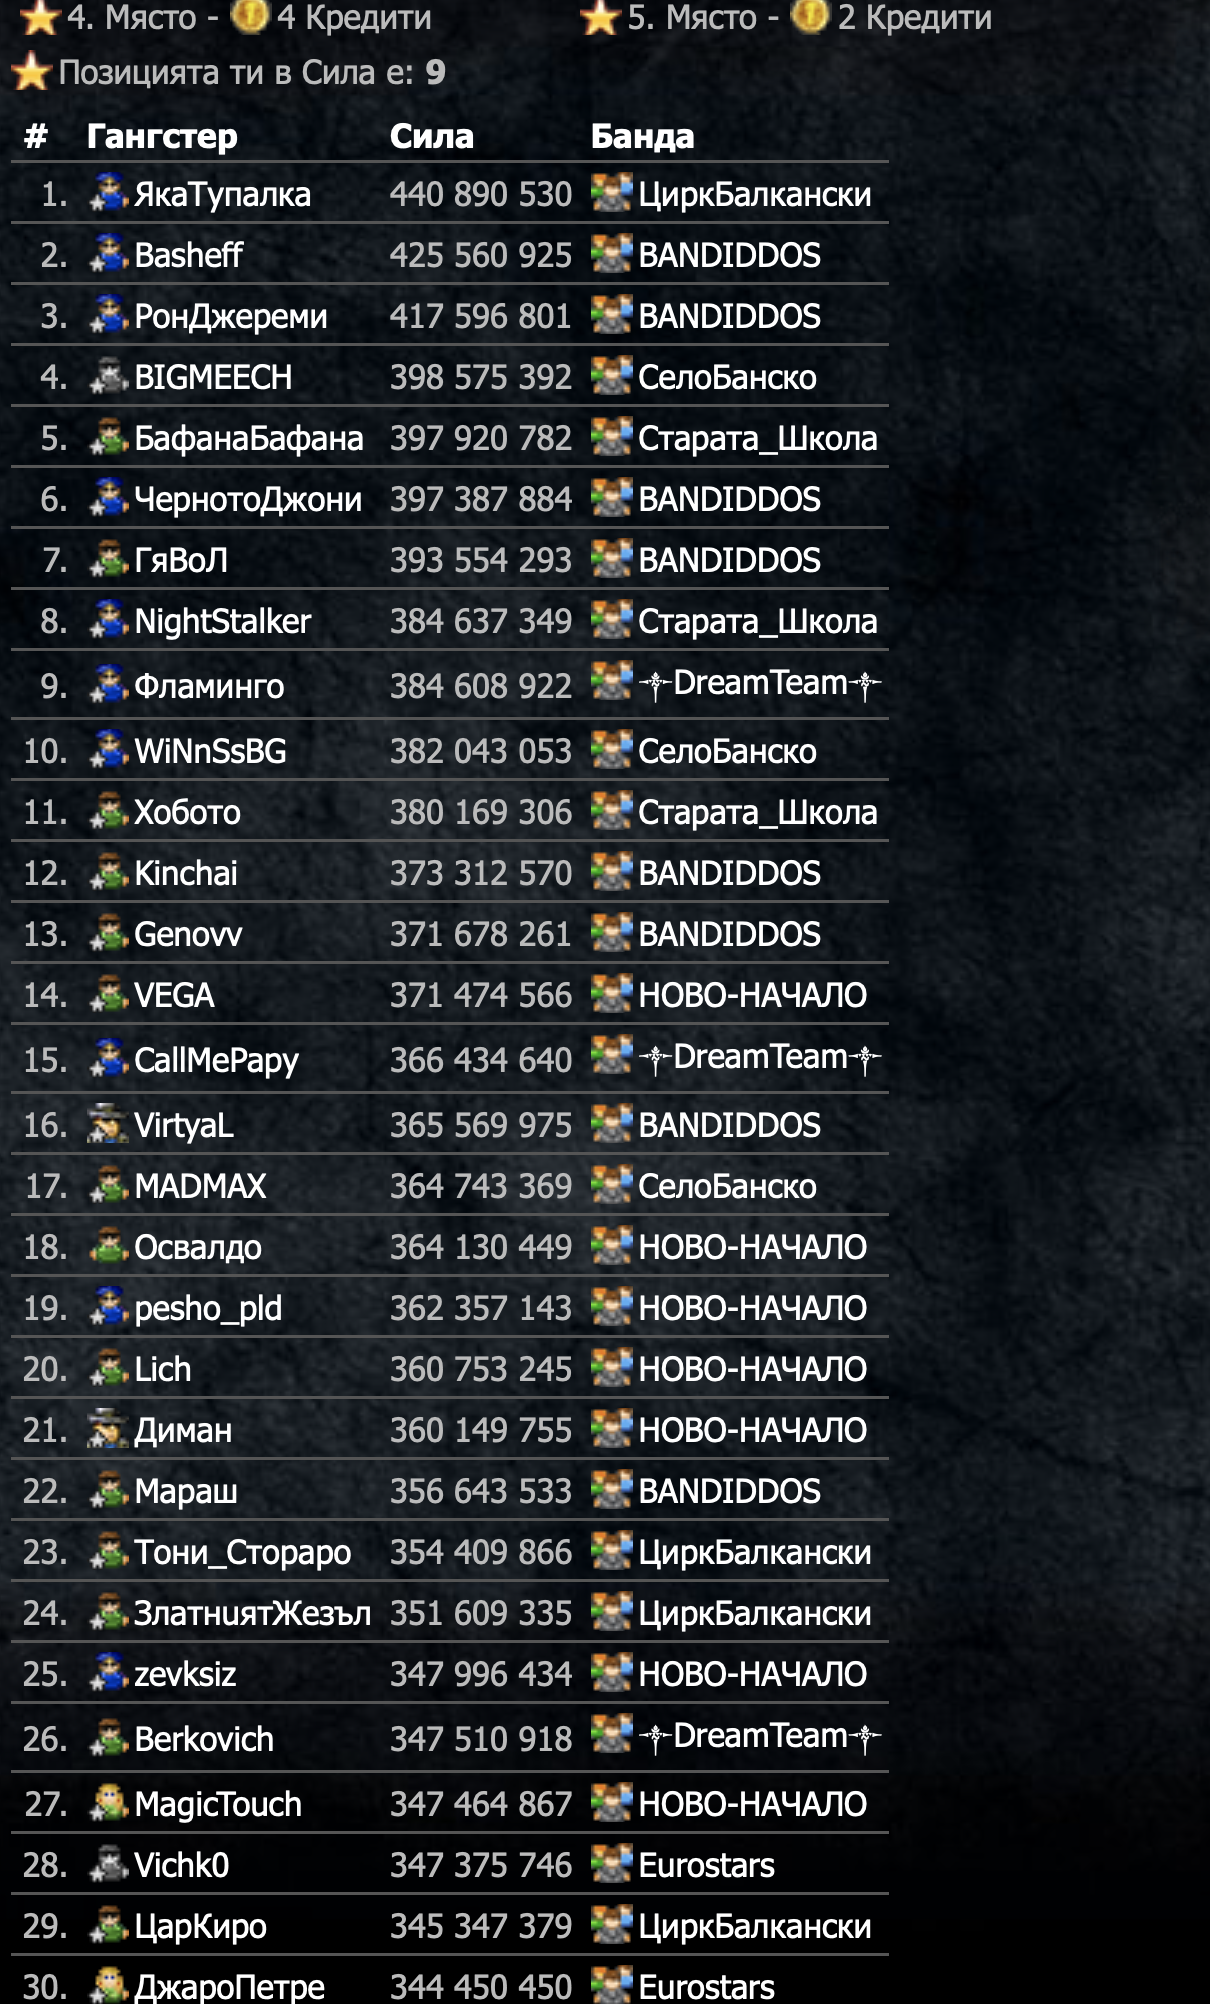 4. Място - 4 Кредити 5. Място - 2 Кредити
Позицията ти в Сила е: 9
# Гангстер Сила Банда
1. ЯкаТупалка 440 890 530 ЦиркБалкански
2. Basheff 425 560 925 BANDIDDOS
3. РонДжереми 417 596 801 BANDIDDOS
4. BIGMEECH 398 575 392 СелоБанско
5. БафанаБафана 397 920 782 Старата_Школа
6. ЧернотоДжони 397 387 884 BANDIDDOS
7. ГяВоЛ 393 554 293 BANDIDDOS
8. NightStalker 384 637 349 Старата_Школа
9. Фламинго 384 608 922 ⸸DreamTeam⸸
10. WiNnSsBG 382 043 053 СелоБанско
11. Хобото 380 169 306 Старата_Школа
12. Kinchai 373 312 570 BANDIDDOS
13. Genovv 371 678 261 BANDIDDOS
14. VEGA 371 474 566 НОВО-НАЧАЛО
15. CallMePapy 366 434 640 ⸸DreamTeam⸸
16. VirtyaL 365 569 975 BANDIDDOS
17. MADMAX 364 743 369 СелоБанско
18. Освалдо 364 130 449 НОВО-НАЧАЛО
19. pesho_pld 362 357 143 НОВО-НАЧАЛО
20. Lich 360 753 245 НОВО-НАЧАЛО
21. Диман 360 149 755 НОВО-НАЧАЛО
22. Мараш 356 643 533 BANDIDDOS
23. Тони_Стораро 354 409 866 ЦиркБалкански
24. ЗлатнuятЖезъл 351 609 335 ЦиркБалкански
25. zevksiz 347 996 434 НОВО-НАЧАЛО
26. Berkovich 347 510 918 ⸸DreamTeam⸸
27. MagicTouch 347 464 867 НОВО-НАЧАЛО
28. Vichk0 347 375 746 Eurostars
29. ЦарКиро 345 347 379 ЦиркБалкански
30. ДжароПетре 344 450 450 Eurostars